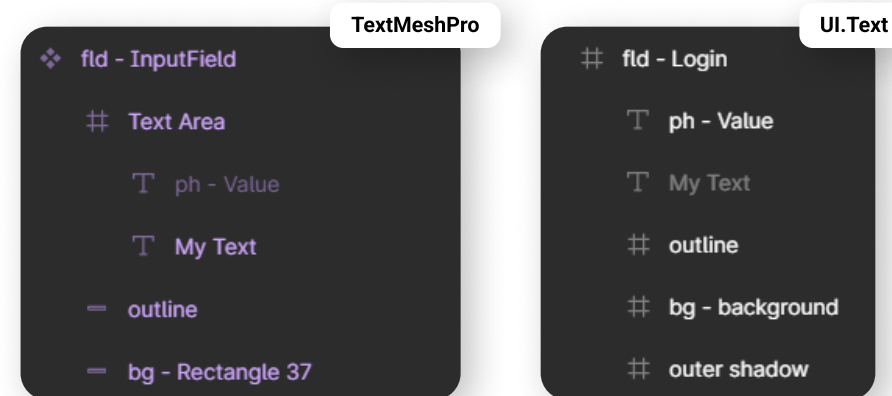 TextMeshPro
fld - InputField
Text Area
ph - Value
My Text
outline
bg - Rectangle 37
UI.Text
fld - Login
ph - Value
My Text
outline
bg - background
outer shadow